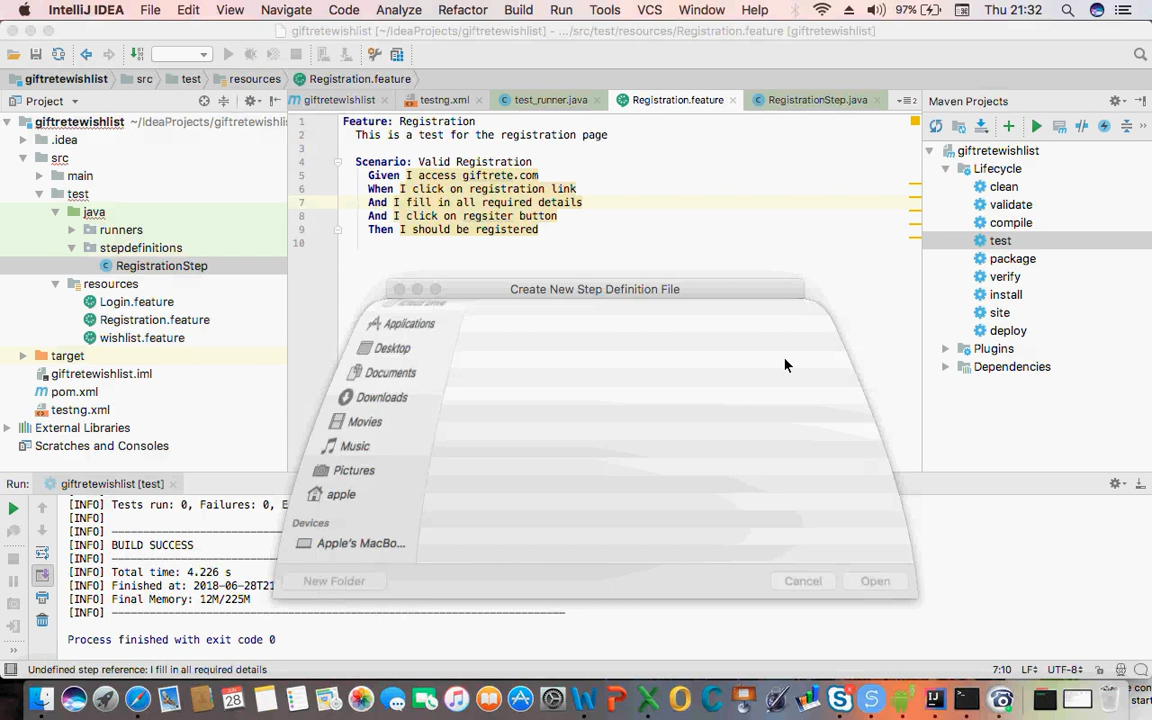 IntelliJ IDEA File Edit View Navigate Code Analyze Refactor Build Run Tools VCS Window Help 97% Thu 21:32
giftretewishlist [~/IdeaProjects/giftretewishlist] – .../src/test/resources/Registration.feature [giftretewishlist]
giftretewishlist src test resources Registration.feature
Project
giftretewishlist testng.xml test_runner.java Registration.feature RegistrationStep.java
Maven Projects
giftretewishlist ~/IdeaProjects/giftretewishlis
.idea
src
main
test
java
runners
stepdefinitions
RegistrationStep
resources
Login.feature
Registration.feature
wishlist.feature
target
giftretewishlist.iml
pom.xml
testng.xml
External Libraries
Scratches and Consoles
1 Feature: Registration
2 This is a test for the registration page
3
4 Scenario: Valid Registration
5 Given I access giftrete.com
6 When I click on registration link
7 And I fill in all required details
8 And I click on regsiter button
9 Then I should be registered
10
giftretewishlist
Lifecycle
clean
validate
compile
test
package
verify
install
site
deploy
Plugins
Dependencies
Create New Step Definition File
Applications
Desktop
Documents
Downloads
Movies
Music
Pictures
apple
Devices
Apple's MacBo...
New Folder Cancel Open
Run: giftretewishlist [test]
[INFO] Tests run: 0, Failures: 0, E
[INFO]
[INFO]
[INFO] BUILD SUCCESS
[INFO]
[INFO] Total time: 4.226 s
[INFO] Finished at: 2018-06-28T21
[INFO] Final Memory: 12M/225M
[INFO]
Process finished with exit code 0
Undefined step reference: I fill in all required details 7:10 LF÷ UTF-8÷